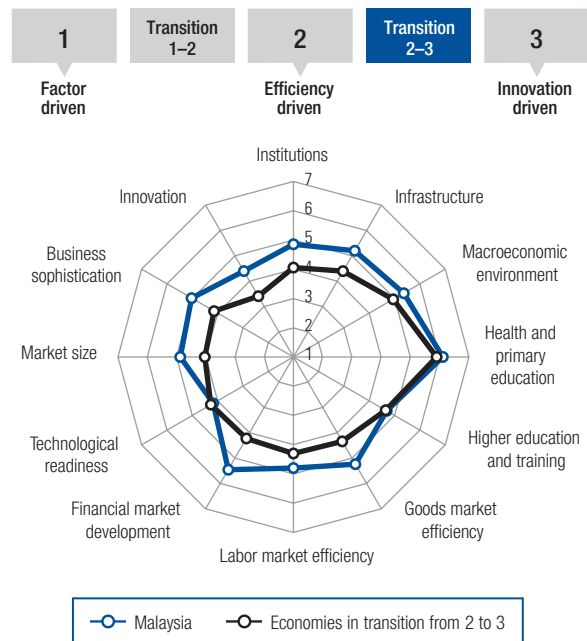 1
Transition
1–2
2
Transition
2–3
3
Factor
driven
Efficiency
driven
Innovation
driven
Institutions
7
Innovation
Infrastructure
6
Business
sophistication
5
Macroeconomic
environment
4
3
2
Market size
1
Health and
primary
education
Technological
readiness
Higher education
and training
Financial market
development
Goods market
efficiency
Labor market efficiency
Malaysia
Economies in transition from 2 to 3